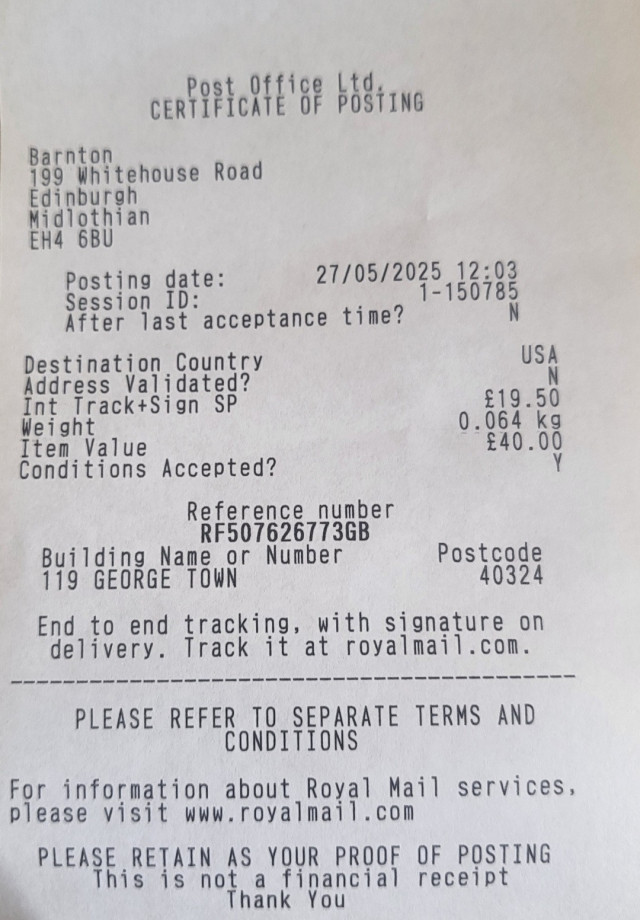 Post Office Ltd.
CERTIFICATE OF POSTING
Barnton
199 Whitehouse Road
Edinburgh
Midlothian
EH4 6BU
Posting date: 27/05/2025 12:03
Session ID: 1-150785
After last acceptance time? N
Destination Country USA
Address Validated? N
Int Track+Sign SP £19.50
Weight 0.064 kg
Item Value £40.00
Conditions Accepted? Y
Reference number
RF507626773GB
Building Name or Number Postcode
119 GEORGE TOWN 40324
End to end tracking, with signature on
delivery. Track it at royalmail.com.
PLEASE REFER TO SEPARATE TERMS AND
CONDITIONS
For information about Royal Mail services,
please visit www.royalmail.com
PLEASE RETAIN AS YOUR PROOF OF POSTING
This is not a financial receipt
Thank You